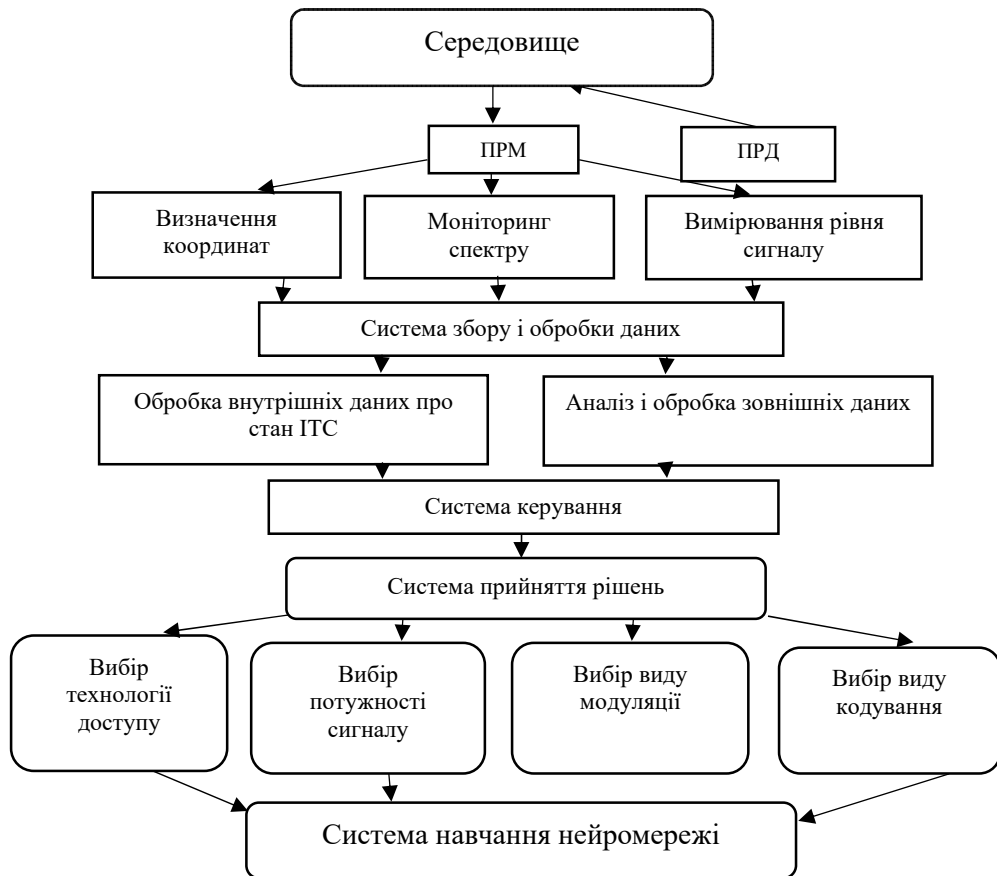 Середовище
ПРМ
ПРД
Визначення
координат
Моніторинг
спектру
Вимірювання рівня
сигналу
Система збору і обробки даних
Обробка внутрішніх даних про
стан ІТС
Аналіз і обробка зовнішніх даних
Система керування
Система прийняття рішень
Вибір
технології
доступу
Вибір
потужності
сигналу
Вибір виду
модуляції
Вибір виду
кодування
Система навчання нейромережі